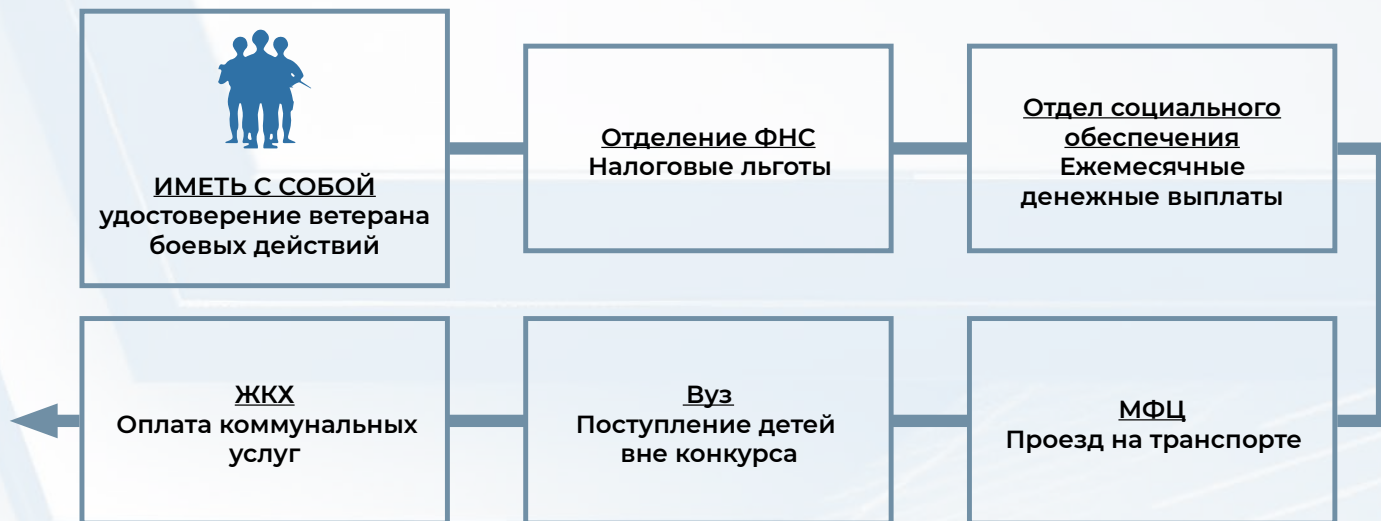 ИМЕТЬ С СОБОЙ
удостоверение ветерана
боевых действий
Отделение ФНС
Налоговые льготы
Отдел социального
обеспечения
Ежемесячные
денежные выплаты
МФЦ
Проезд на транспорте
Вуз
Поступление детей
вне конкурса
ЖКХ
Оплата коммунальных
услуг